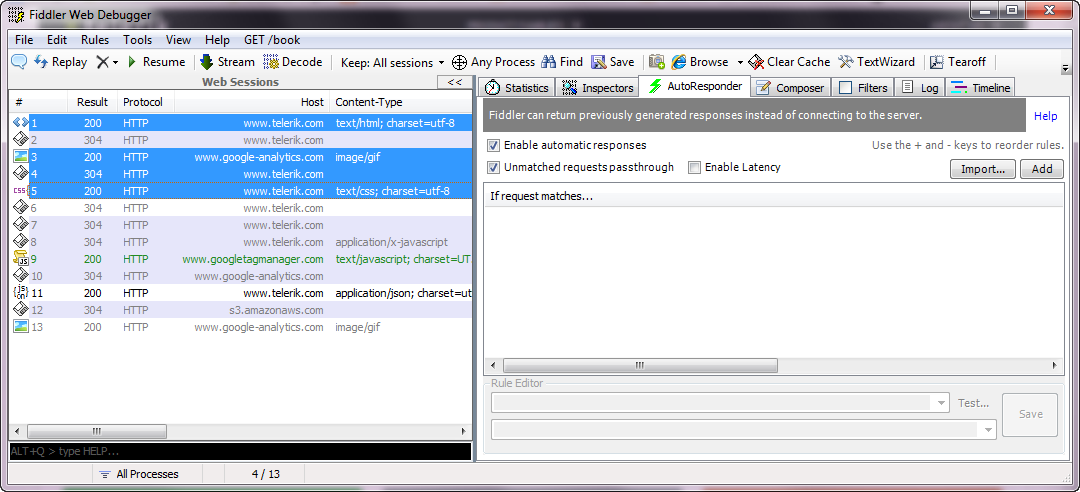 Fiddler Web Debugger
File Edit Rules Tools View Help GET /book
Replay Resume Stream Decode Keep: All sessions Any Process Find Save Browse Clear Cache TextWizard Tearoff
Web Sessions <<
# Result Protocol Host Content-Type
1 200 HTTP www.telerik.com text/html; charset=utf-8
2 304 HTTP www.telerik.com
3 200 HTTP www.google-analytics.com image/gif
4 304 HTTP www.telerik.com
5 200 HTTP www.telerik.com text/css; charset=utf-8
6 304 HTTP www.telerik.com
7 304 HTTP www.telerik.com
8 304 HTTP www.telerik.com application/x-javascript
9 200 HTTP www.googletagmanager.com text/javascript; charset=UT
10 304 HTTP www.google-analytics.com
11 200 HTTP www.telerik.com application/json; charset=ut
12 304 HTTP s3.amazonaws.com
13 200 HTTP www.google-analytics.com image/gif
ALT+Q > type HELP...
All Processes 4 / 13
Statistics Inspectors AutoResponder Composer Filters Log Timeline
Fiddler can return previously generated responses instead of connecting to the server. Help
Enable automatic responses Use the + and - keys to reorder rules.
Unmatched requests passthrough Enable Latency Import... Add
If request matches...
Rule Editor
Test... Save